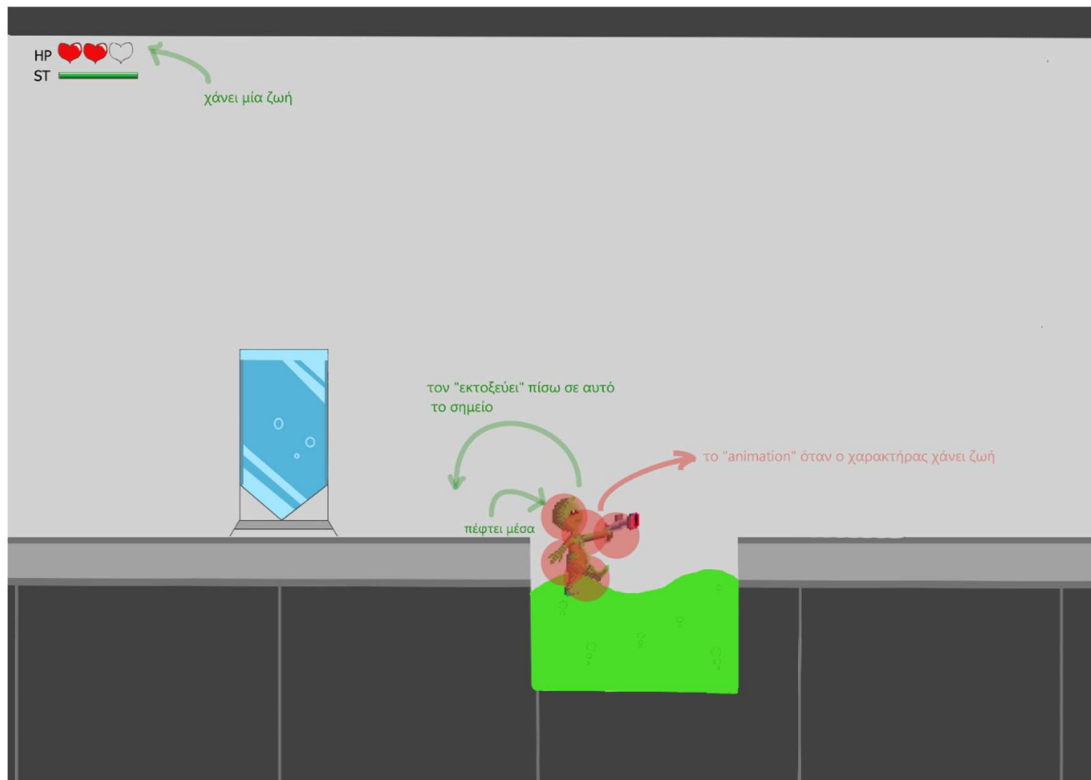 HP
ST
χάνει μία ζωή
τον "εκτοξεύει" πίσω σε αυτό
το σημείο
το "animation" όταν ο χαρακτήρας χάνει ζωή
πέφτει μέσα